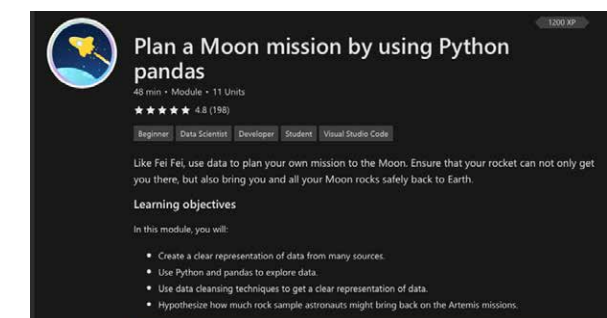 1200 XP
Plan a Moon mission by using Python
pandas
48 min • Module • 11 Units
★★★★★ 4.8 (198)
Beginner Data Scientist Developer Student Visual Studio Code
Like Fei Fei, use data to plan your own mission to the Moon. Ensure that your rocket can not only get
you there, but also bring you and all your Moon rocks safely back to Earth.
Learning objectives
In this module, you will:
• Create a clear representation of data from many sources.
• Use Python and pandas to explore data.
• Use data cleansing techniques to get a clear representation of data.
• Hypothesize how much rock sample astronauts might bring back on the Artemis missions.